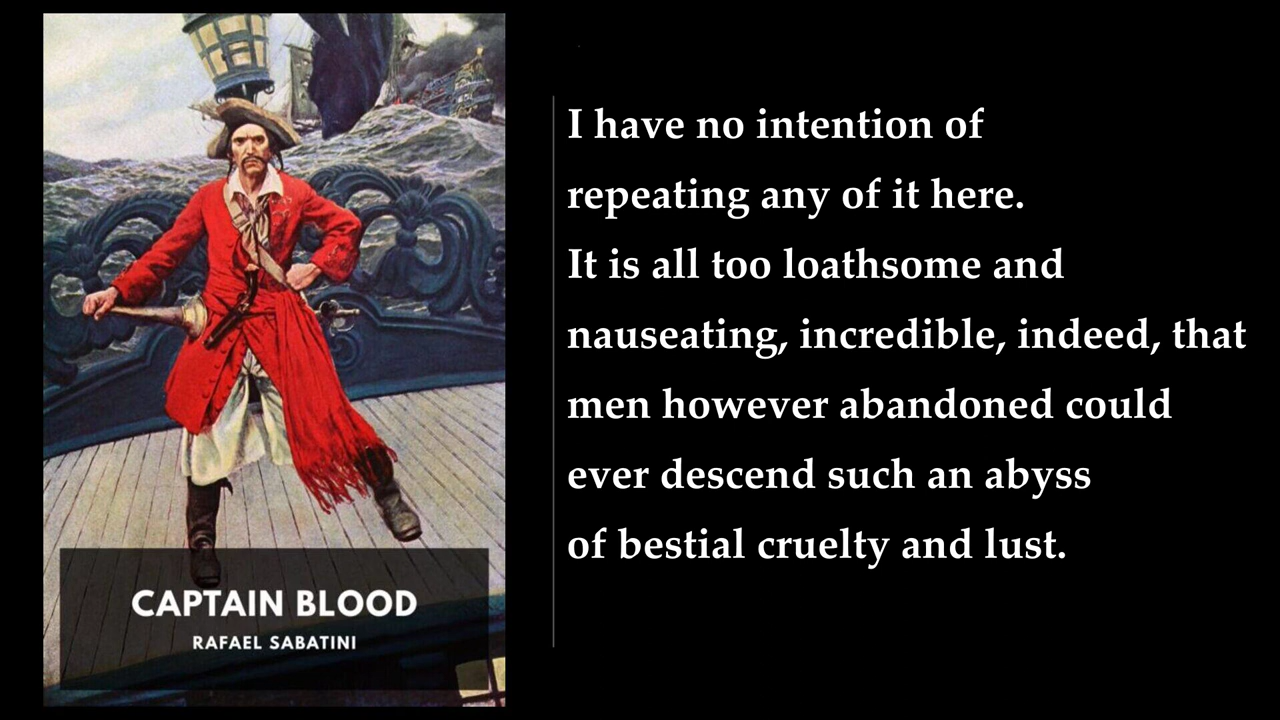 CAPTAIN BLOOD
RAFAEL SABATINI
I have no intention of
repeating any of it here.
It is all too loathsome and
nauseating, incredible, indeed, that
men however abandoned could
ever descend such an abyss
of bestial cruelty and lust.